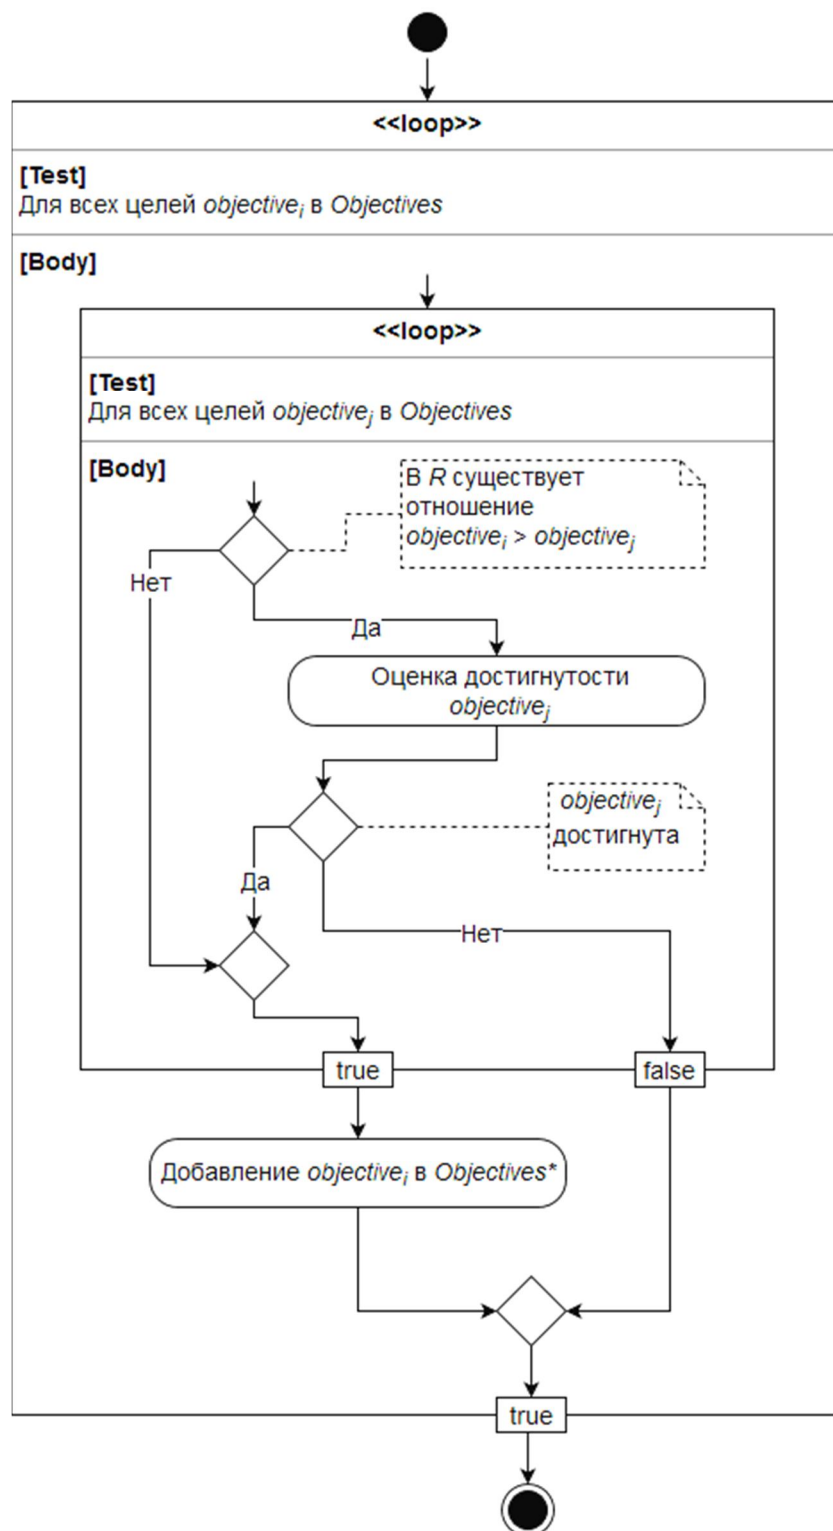 <<loop>>
[Test]
Для всех целей objectiveᵢ в Objectives
[Body]
<<loop>>
[Test]
Для всех целей objectiveⱼ в Objectives
[Body]
В R существует
отношение
objectiveᵢ > objectiveⱼ
Нет
Да
Оценка достигнутости
objectiveⱼ
objectiveⱼ
достигнута
Да
Нет
true
false
Добавление objectiveᵢ в Objectives*
true